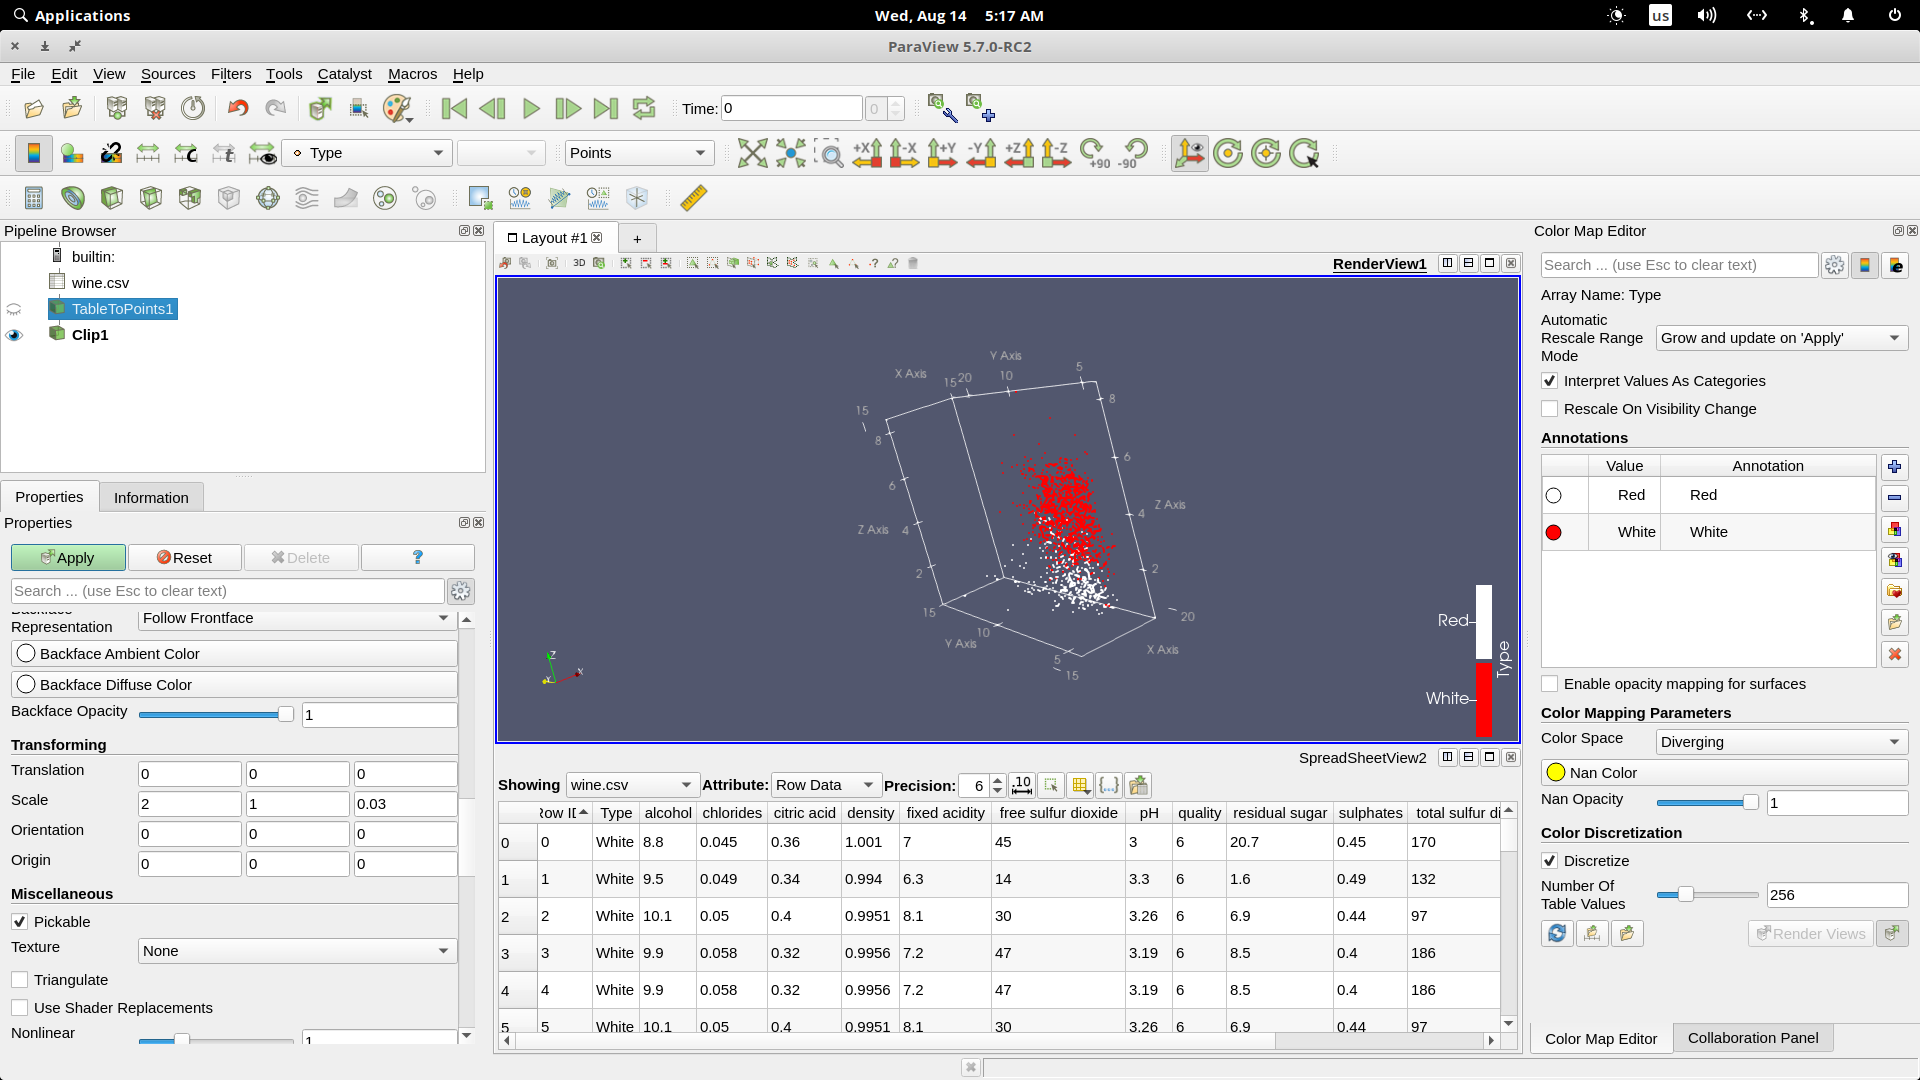 Applications
Wed, Aug 14 5:17 AM
us
ParaView 5.7.0-RC2
File Edit View Sources Filters Tools Catalyst Macros Help
Time: 0 0
Type Points +X -X +Y -Y +Z -Z +90 -90
Pipeline Browser
builtin:
wine.csv
TableToPoints1
Clip1
Properties Information
Properties
Apply Reset Delete ?
Search ... (use Esc to clear text)
Representation Follow Frontface
Backface Ambient Color
Backface Diffuse Color
Backface Opacity 1
Transforming
Translation 0 0 0
Scale 2 1 0.03
Orientation 0 0 0
Origin 0 0 0
Miscellaneous
Pickable
Texture None
Triangulate
Use Shader Replacements
Nonlinear 1
Layout #1 +
3D RenderView1
Y Axis
X Axis 15 20 10 5
15 8
8
6
6
Z Axis
4
Z Axis 4
2
2
15
20
10
Y Axis
X Axis
5
15
Z
X
Y
Red
White
Type
SpreadSheetView2
Showing wine.csv Attribute: Row Data Precision: 6 .10
Row ID Type alcohol chlorides citric acid density fixed acidity free sulfur dioxide pH quality residual sugar sulphates total sulfur di
0 0 White 8.8 0.045 0.36 1.001 7 45 3 6 20.7 0.45 170
1 1 White 9.5 0.049 0.34 0.994 6.3 14 3.3 6 1.6 0.49 132
2 2 White 10.1 0.05 0.4 0.9951 8.1 30 3.26 6 6.9 0.44 97
3 3 White 9.9 0.058 0.32 0.9956 7.2 47 3.19 6 8.5 0.4 186
4 4 White 9.9 0.058 0.32 0.9956 7.2 47 3.19 6 8.5 0.4 186
5 5 White 10.1 0.05 0.4 0.9951 8.1 30 3.26 6 6.9 0.44 97
Color Map Editor
Search ... (use Esc to clear text)
Array Name: Type
Automatic
Rescale Range Grow and update on 'Apply'
Mode
Interpret Values As Categories
Rescale On Visibility Change
Annotations
Value Annotation
Red Red
White White
Enable opacity mapping for surfaces
Color Mapping Parameters
Color Space Diverging
Nan Color
Nan Opacity 1
Color Discretization
Discretize
Number Of
Table Values 256
Render Views
Color Map Editor Collaboration Panel